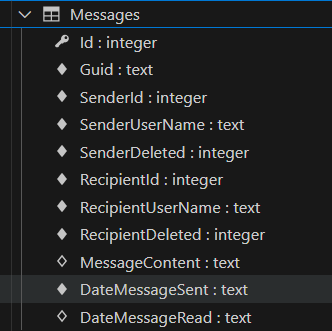 Messages
Id : integer
Guid : text
SenderId : integer
SenderUserName : text
SenderDeleted : integer
RecipientId : integer
RecipientUserName : text
RecipientDeleted : integer
MessageContent : text
DateMessageSent : text
DateMessageRead : text